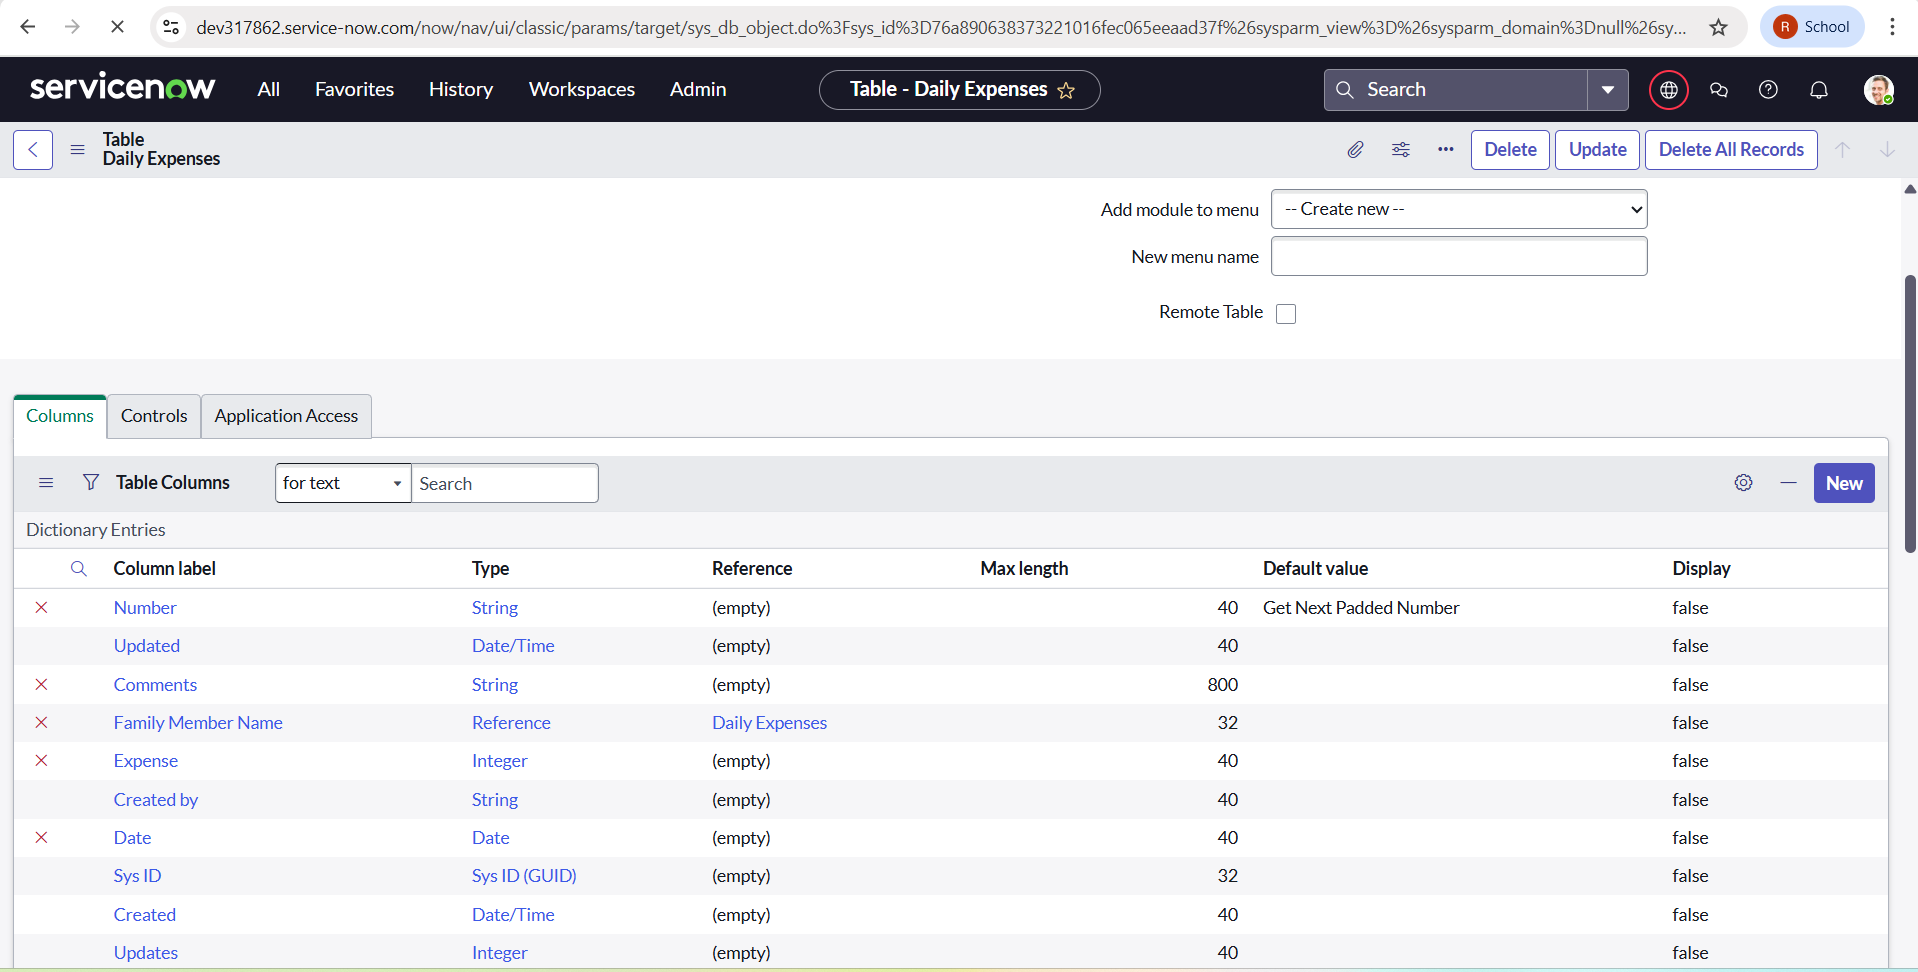 dev317862.service-now.com/now/nav/ui/classic/params/target/sys_db_object.do%3Fsys_id%3D76a890638373221016fec065eeaad37f%26sysparm_view%3D%26sysparm_domain%3Dnull%26sy...
R School
servicenow All Favorites History Workspaces Admin Table - Daily Expenses Search
Table
Daily Expenses
Delete Update Delete All Records
Add module to menu -- Create new --
New menu name
Remote Table
Columns Controls Application Access
Table Columns for text Search New
Dictionary Entries
Column label Type Reference Max length Default value Display
Number String (empty) 40 Get Next Padded Number false
Updated Date/Time (empty) 40 false
Comments String (empty) 800 false
Family Member Name Reference Daily Expenses 32 false
Expense Integer (empty) 40 false
Created by String (empty) 40 false
Date Date (empty) 40 false
Sys ID Sys ID (GUID) (empty) 32 false
Created Date/Time (empty) 40 false
Updates Integer (empty) 40 false